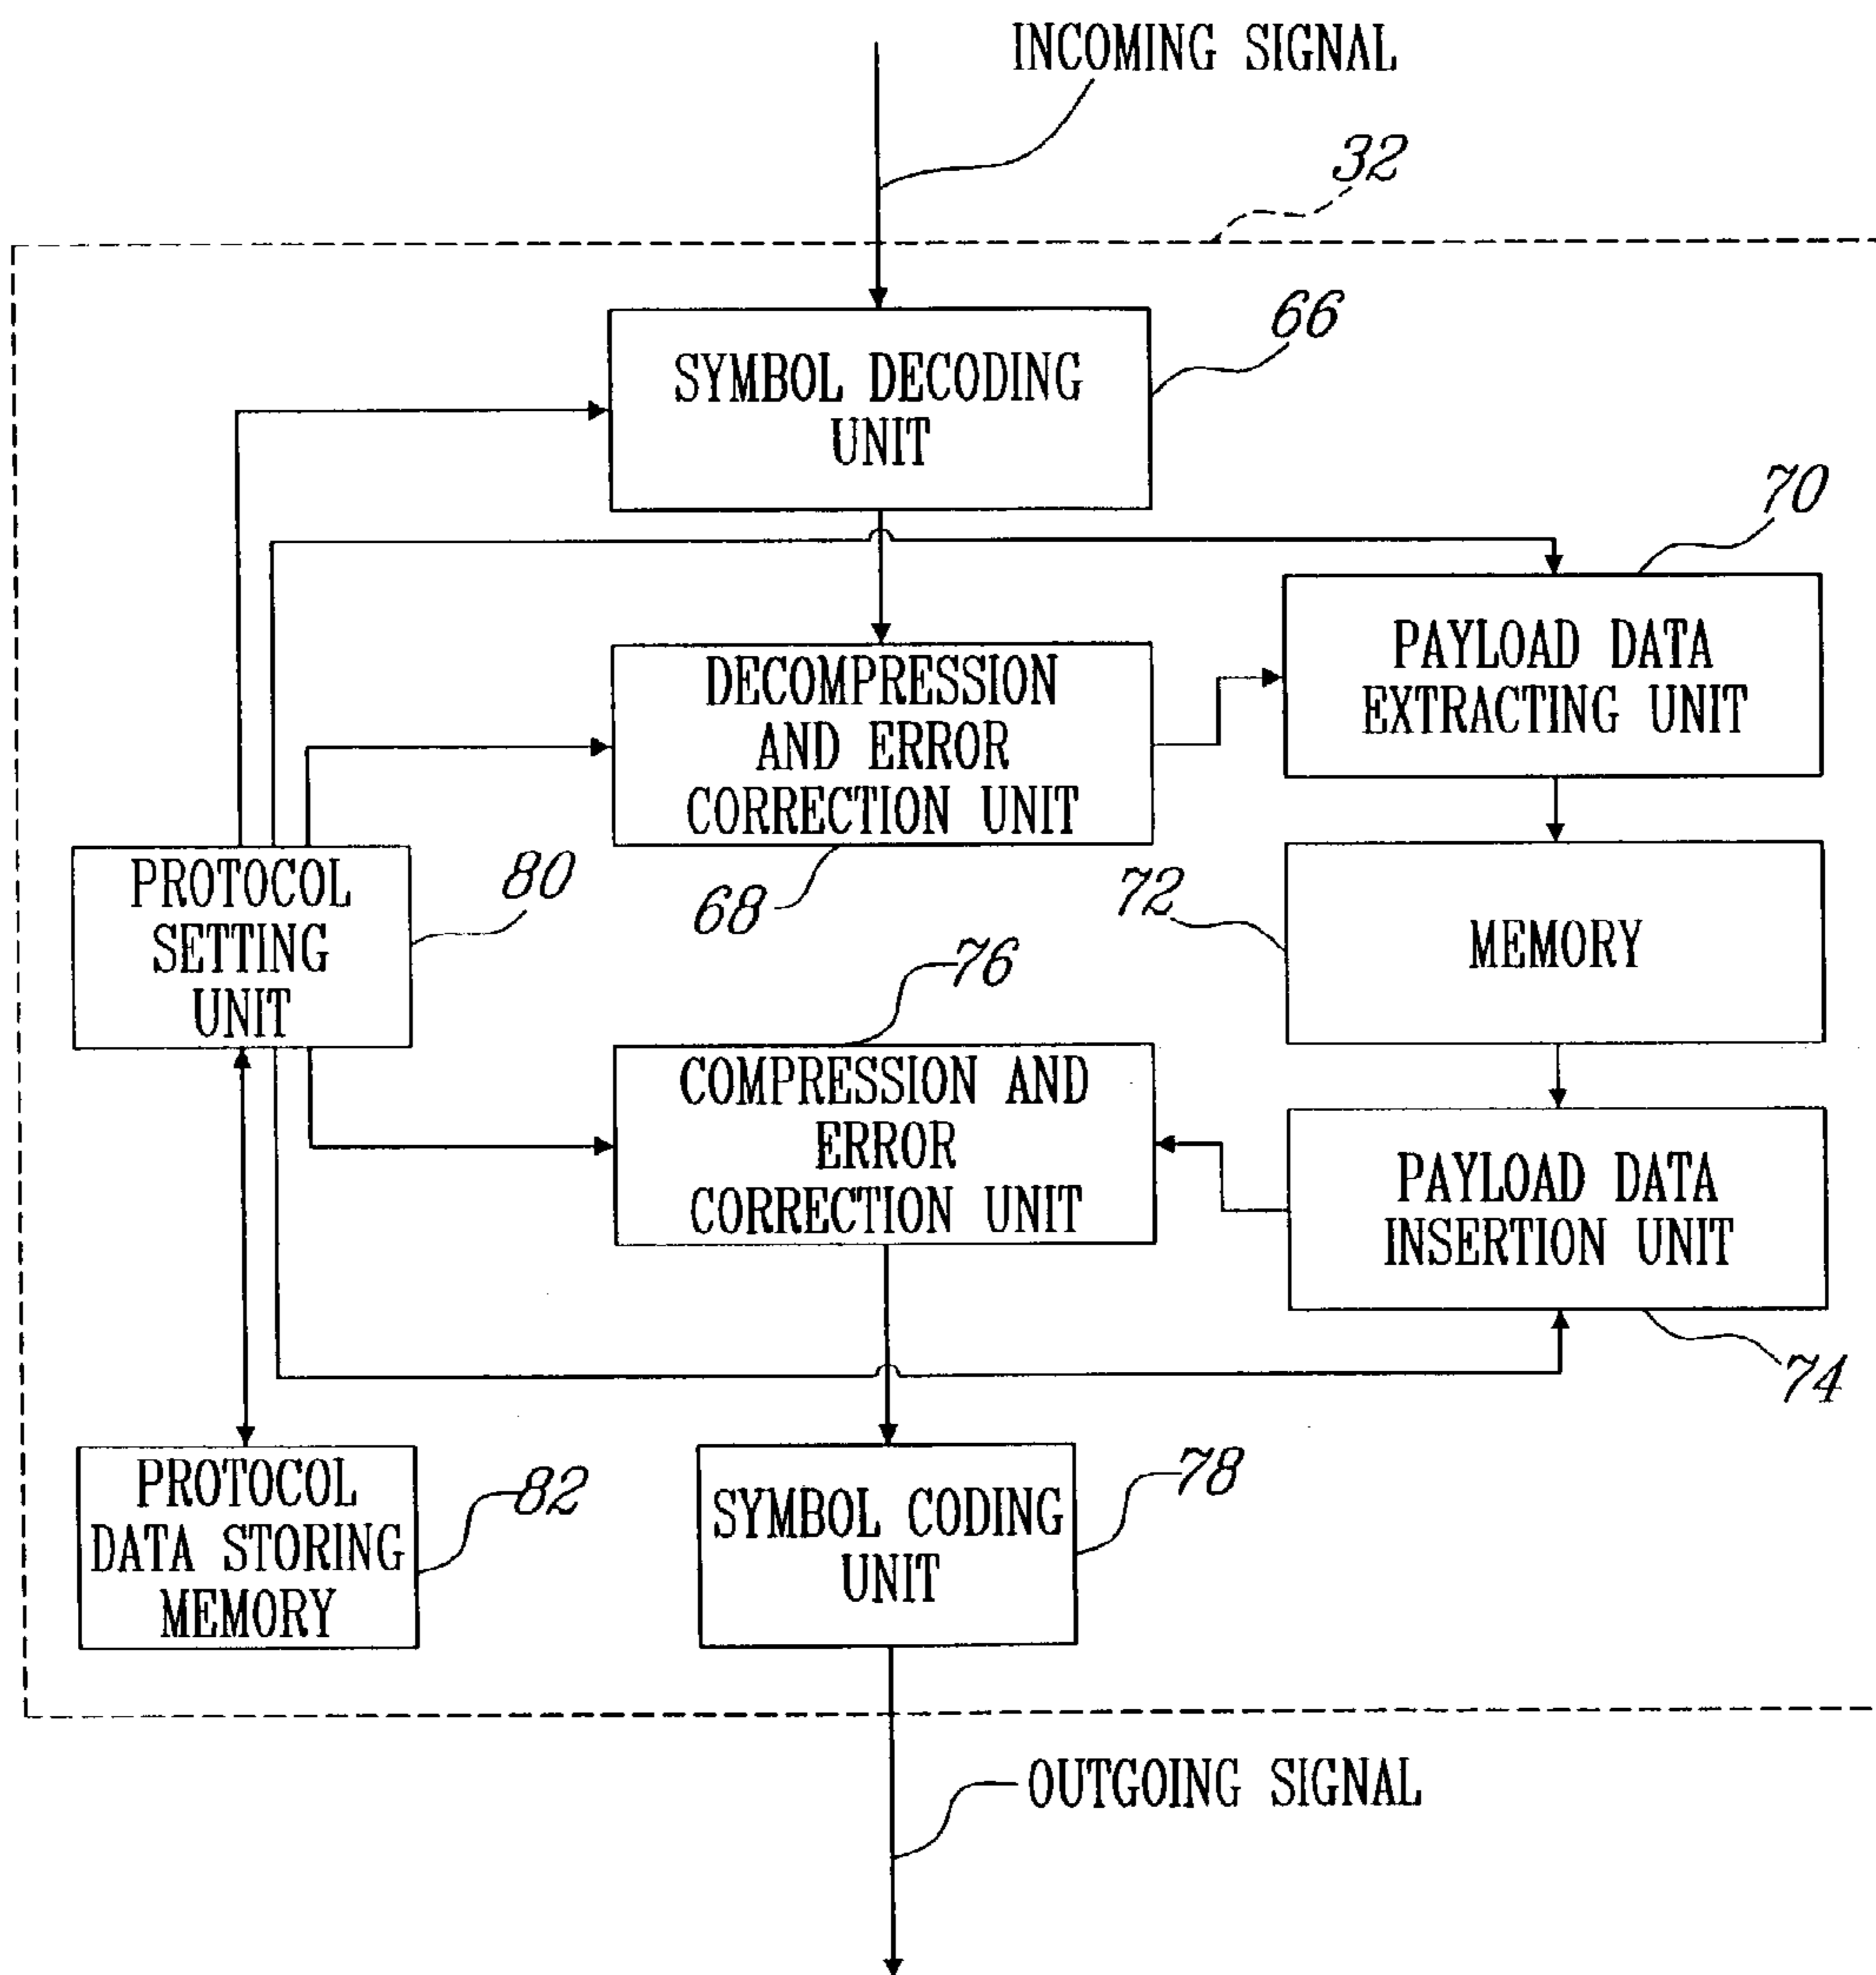 INCOMING SIGNAL
32
66
SYMBOL DECODING
UNIT
70
PAYLOAD DATA
EXTRACTING UNIT
DECOMPRESSION
AND ERROR
CORRECTION UNIT
68
PROTOCOL
SETTING
UNIT
80
72
MEMORY
76
COMPRESSION AND
ERROR
CORRECTION UNIT
PAYLOAD DATA
INSERTION UNIT
74
PROTOCOL
DATA STORING
MEMORY
82
SYMBOL CODING
UNIT
78
OUTGOING SIGNAL